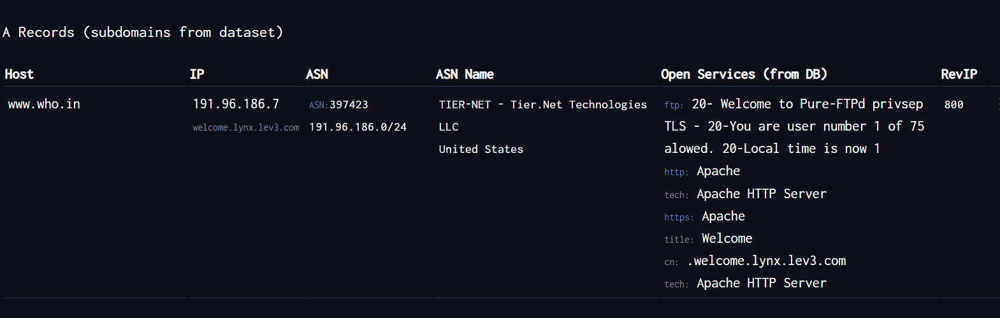 A Records (subdomains from dataset)
Host IP ASN ASN Name Open Services (from DB) RevIP
www.who.in 191.96.186.7 ASN:397423 TIER-NET - Tier.Net Technologies ftp: 20- Welcome to Pure-FTPd privsep 800
welcome.lynx.lev3.com 191.96.186.0/24 LLC TLS - 20-You are user number 1 of 75
United States alowed. 20-Local time is now 1
http: Apache
tech: Apache HTTP Server
https: Apache
title: Welcome
cn: .welcome.lynx.lev3.com
tech: Apache HTTP Server